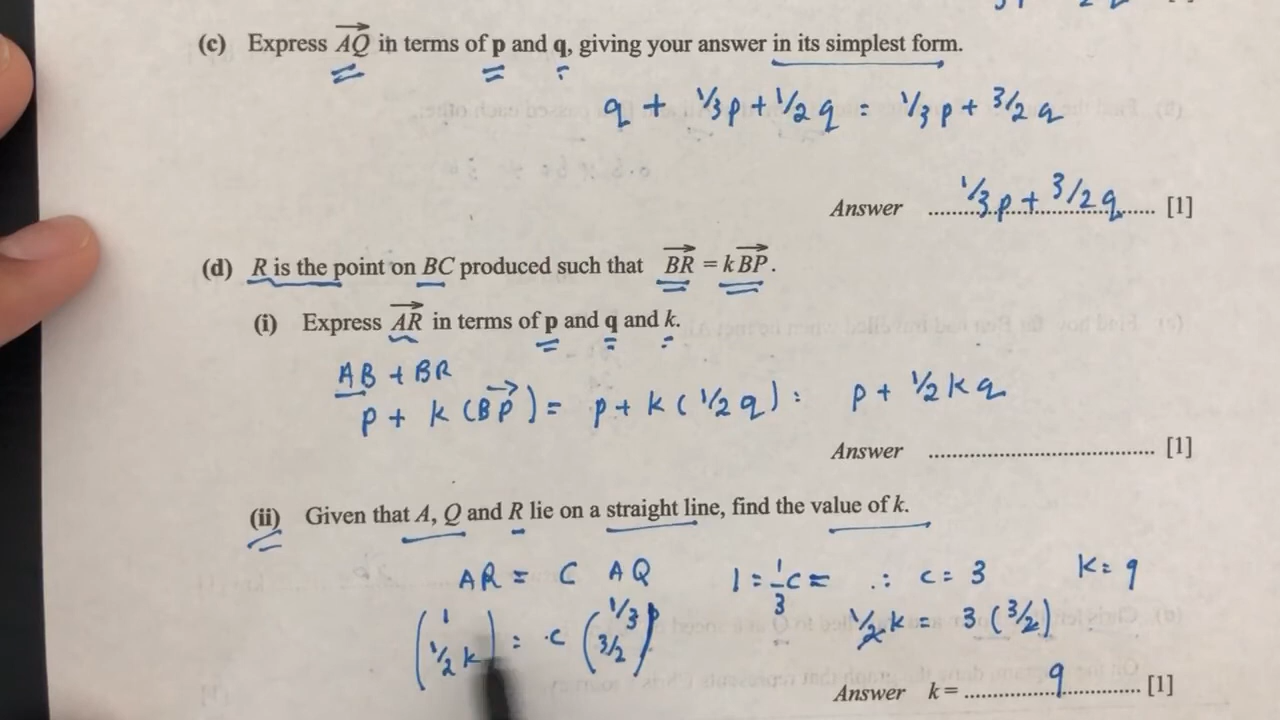 (c) Express AQ in terms of p and q, giving your answer in its simplest form.
q + 1/3 p + 1/2 q = 1/3 p + 3/2 q
Answer 1/3 p + 3/2 q [1]
(d) R is the point on BC produced such that BR = kBP.
(i) Express AR in terms of p and q and k.
AB + BR
p + k (BP) = p + k (1/2 q) = p + 1/2 k q
Answer ........................................ [1]
(ii) Given that A, Q and R lie on a straight line, find the value of k.
AR = C AQ 1 = 1/3 c = ∴ c = 3 k = 9
(1 1/2 k) = c (1/3 3/2) 1/2 k = 3 (3/2)
Answer k = 9 [1]